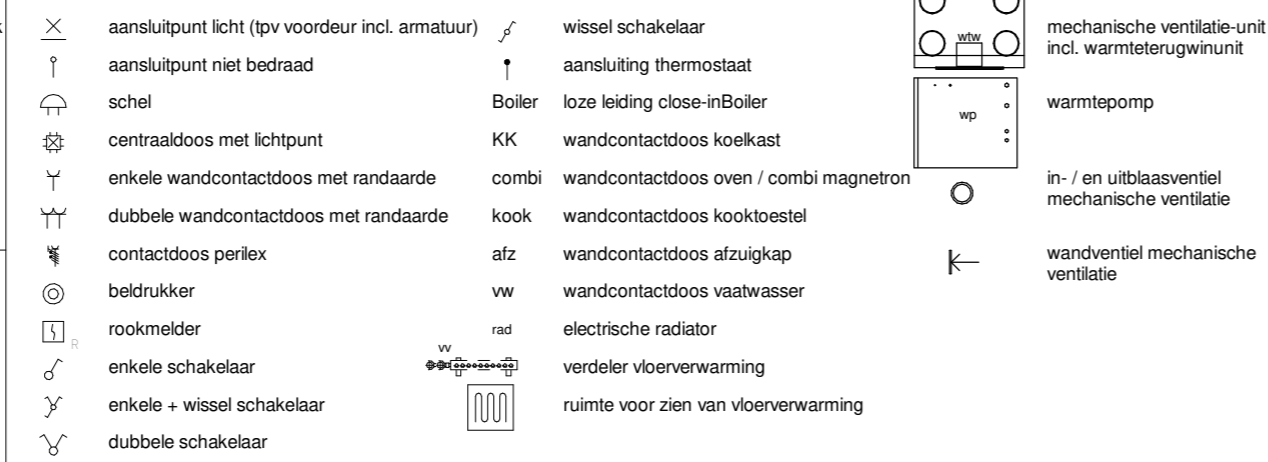 k
aansluitpunt licht (tpv voordeur incl. armatuur)
aansluitpunt niet bedraad
schel
centraaldoos met lichtpunt
enkele wandcontactdoos met randaarde
dubbele wandcontactdoos met randaarde
contactdoos perilex
beldrukker
R rookmelder
enkele schakelaar
enkele + wissel schakelaar
dubbele schakelaar
wissel schakelaar
aansluiting thermostaat
Boiler loze leiding close-inBoiler
KK wandcontactdoos koelkast
combi wandcontactdoos oven / combi magnetron
kook wandcontactdoos kooktoestel
afz wandcontactdoos afzuigkap
vw wandcontactdoos vaatwasser
rad electrische radiator
vv
verdeler vloerverwarming
ruimte voor zien van vloerverwarming
wtw
mechanische ventilatie-unit
incl. warmteterugwinunit
wp warmtepomp
in- / en uitblaasventiel
mechanische ventilatie
wandventiel mechanische
ventilatie